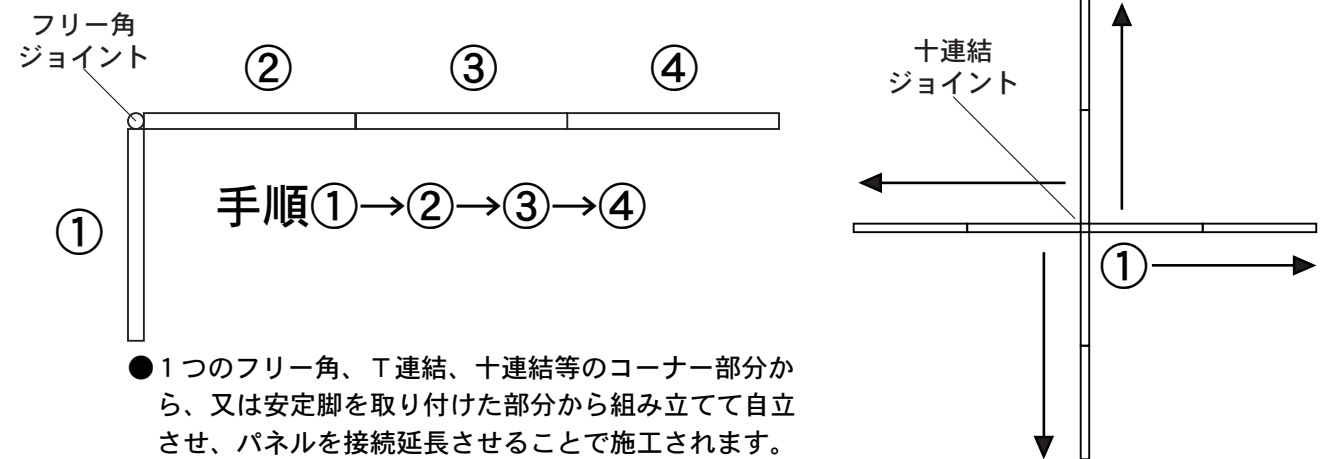 フリー角
ジョイント
②
③
④
①
手順①→②→③→④
●１つのフリー角、Ｔ連結、十連結等のコーナー部分か
ら、又は安定脚を取り付けた部分から組み立てて自立
させ、パネルを接続延長させることで施工されます。
十連結
ジョイント
①